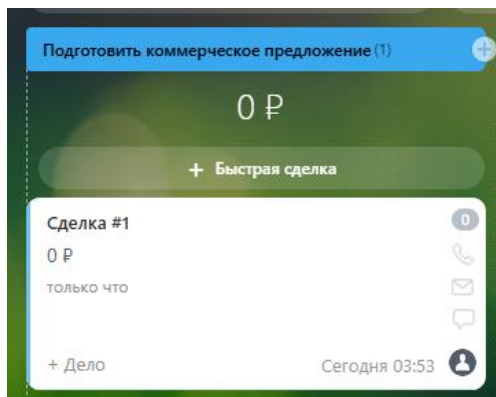 Подготовить коммерческое предложение (1)
0 ₽
+ Быстрая сделка
Сделка #1
0
0 ₽
только что
+ Дело
Сегодня 03:53